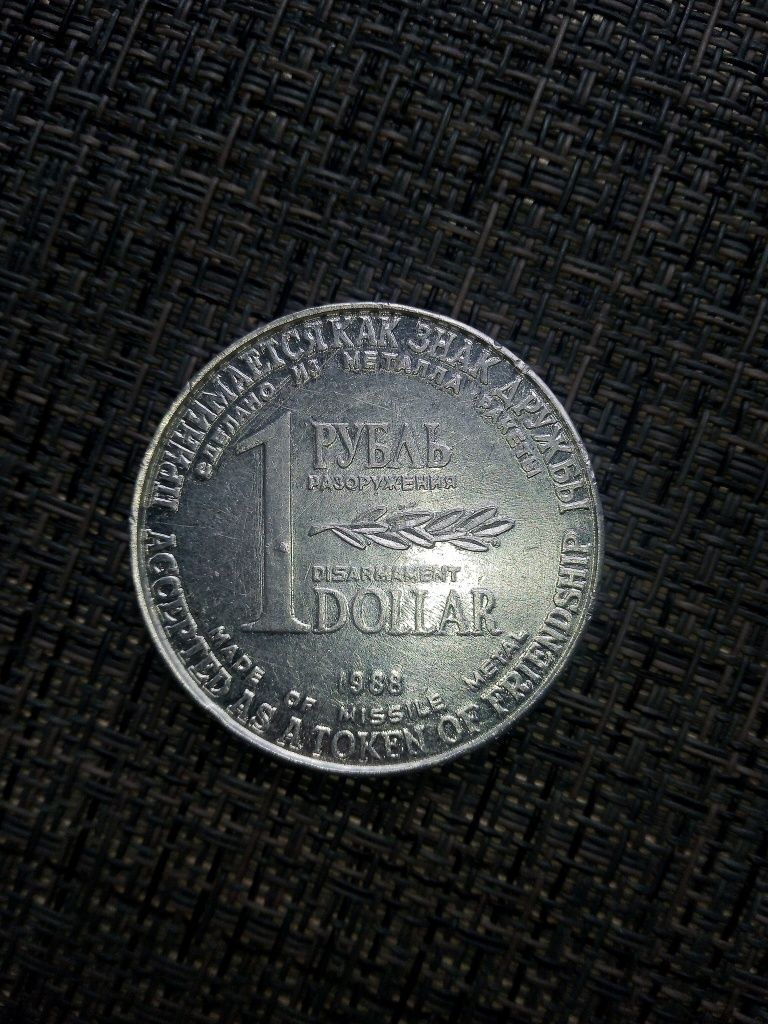 ПРИНИМАЕТСЯ КАК ЗНАК ДРУЖБЫ
СДЕЛАНО ИЗ МЕТАЛЛА РАКЕТЫ
1
РУБЛЬ
РАЗОРУЖЕНИЯ
DISARMAMENT
DOLLAR
1988
MADE OF MISSILE METAL
ACCEPTED AS A TOKEN OF FRIENDSHIP